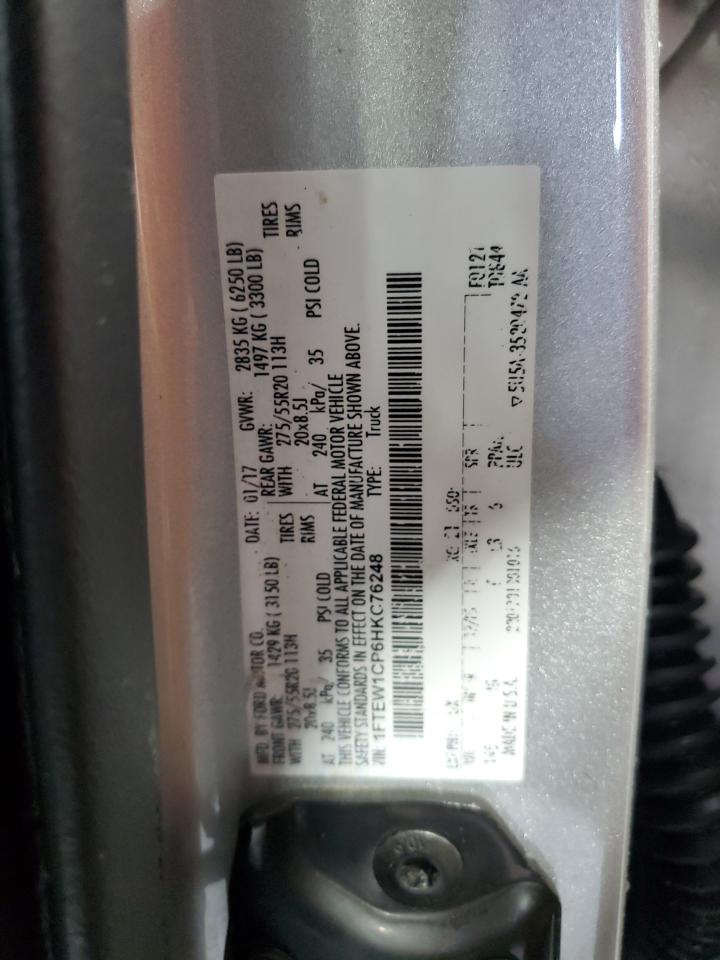 MFD. BY FORD MOTOR CO. DATE: 01/17 GVWR: 2835 KG ( 6250 LB)
FRONT GAWR: 1429 KG ( 3150 LB) REAR GAWR: 1497 KG ( 3300 LB)
WITH 275/55R20 113H TIRES WITH 275/55R20 113H TIRES
20x8.5J RIMS 20x8.5J RIMS
AT 240 kPa/ 35 PSI COLD AT 240 kPa/ 35 PSI COLD
THIS VEHICLE CONFORMS TO ALL APPLICABLE FEDERAL MOTOR VEHICLE
SAFETY STANDARDS IN EFFECT ON THE DATE OF MANUFACTURE SHOWN ABOVE.
VIN: 1FTEW1CP6HKC76248 TYPE: Truck
F0121
SPR
145
MADE IN U.S.A.
ULC